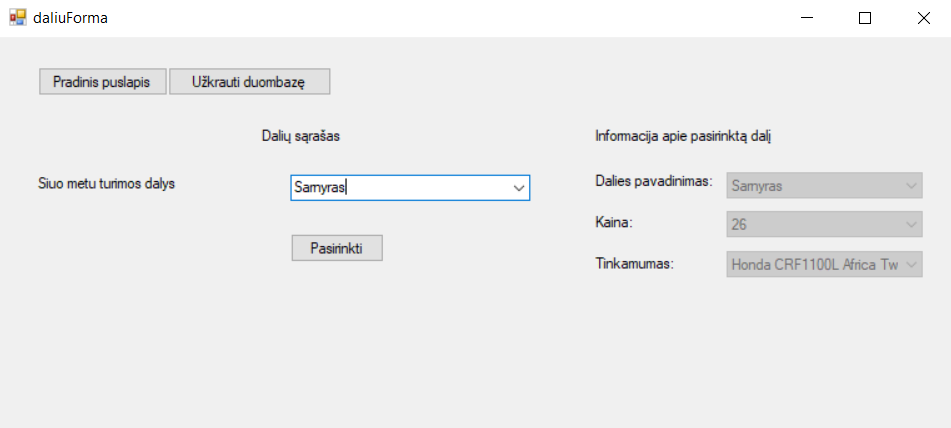 daliuForma
Pradinis puslapis
Užkrauti duombazę
Dalių sąrašas
Informacija apie pasirinktą dalį
Siuo metu turimos dalys
Samyras
Dalies pavadinimas:
Samyras
Kaina:
26
Pasirinkti
Tinkamumas:
Honda CRF1100L Africa Tw